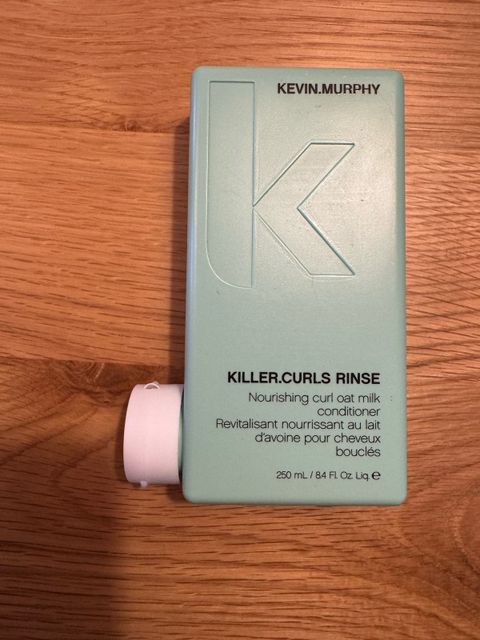 KEVIN.MURPHY
KILLER.CURLS RINSE
Nourishing curl oat milk
conditioner
Revitalisant nourrissant au lait
d'avoine pour cheveux
bouclés
250 mL / 8.4 Fl. Oz. Liq. ℮